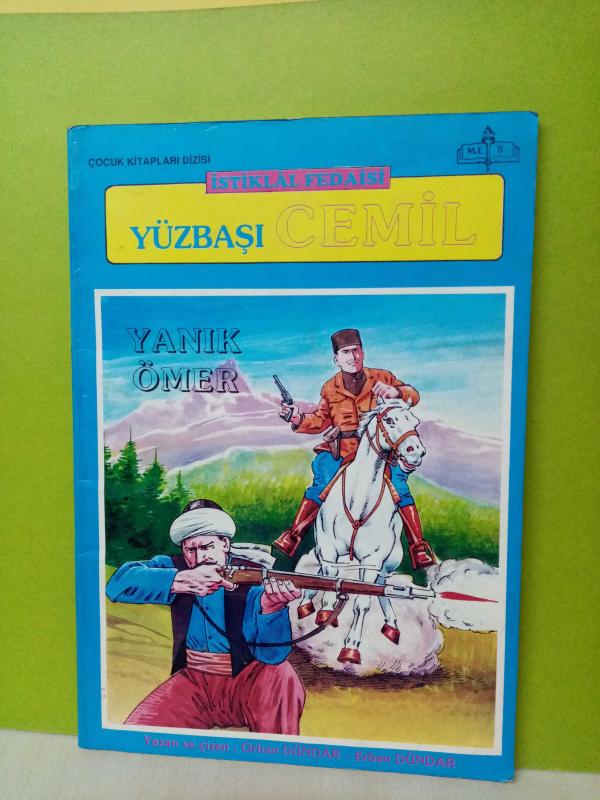 ÇOCUK KİTAPLARI DİZİSİ
M.E. B.
İSTİKLÂL FEDAİSİ
YÜZBAŞI CEMİL
YANIK
ÖMER
Yazan ve çizen : Orhan DÜNDAR - Erhan DÜNDAR